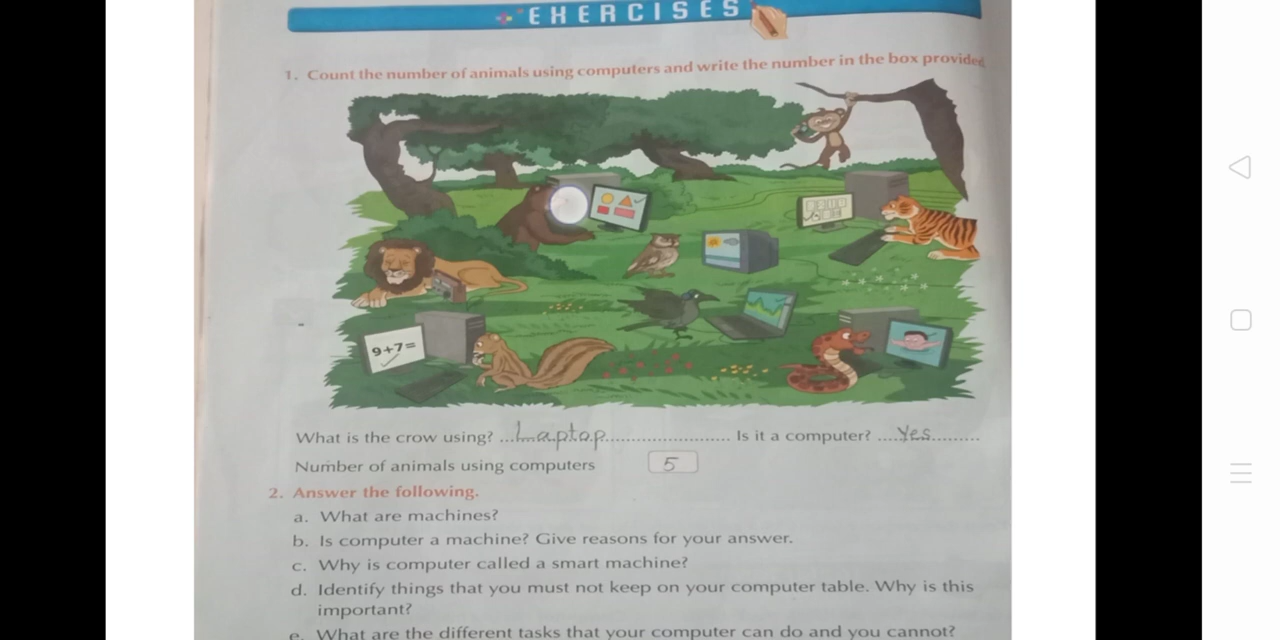 EXERCISES
1. Count the number of animals using computers and write the number in the box provided
9+7=
What is the crow using? ...Laptop........................ Is it a computer? ....Yes.........
Number of animals using computers 5
2. Answer the following.
a. What are machines?
b. Is computer a machine? Give reasons for your answer.
c. Why is computer called a smart machine?
d. Identify things that you must not keep on your computer table. Why is this
important?
e. What are the different tasks that your computer can do and you cannot?